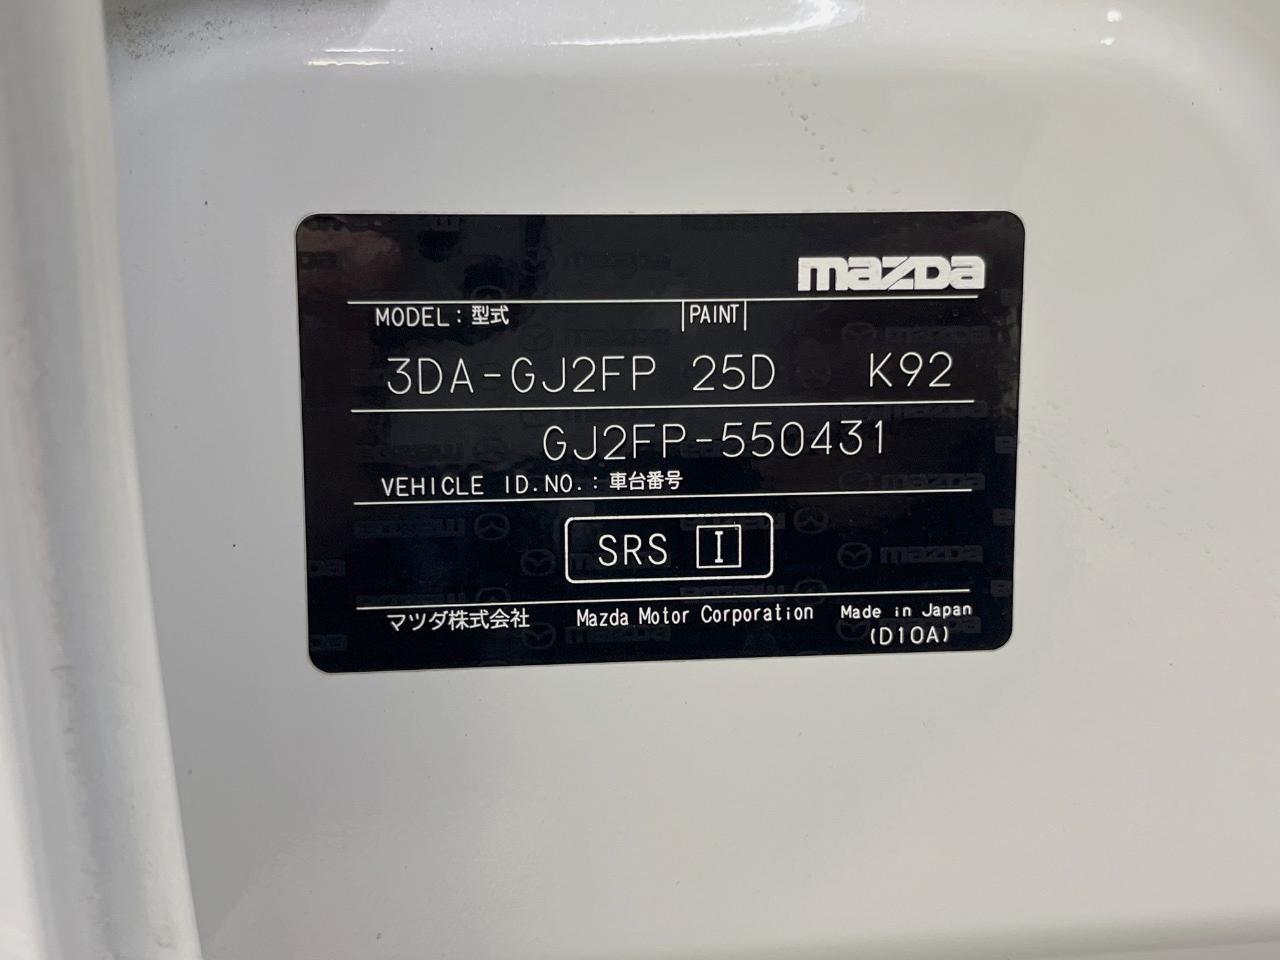 mazda
MODEL：型式 PAINT
3DA-GJ2FP 25D K92
GJ2FP-550431
VEHICLE ID.NO.：車台番号
SRS I
マツダ株式会社 Mazda Motor Corporation Made in Japan
(D10A)